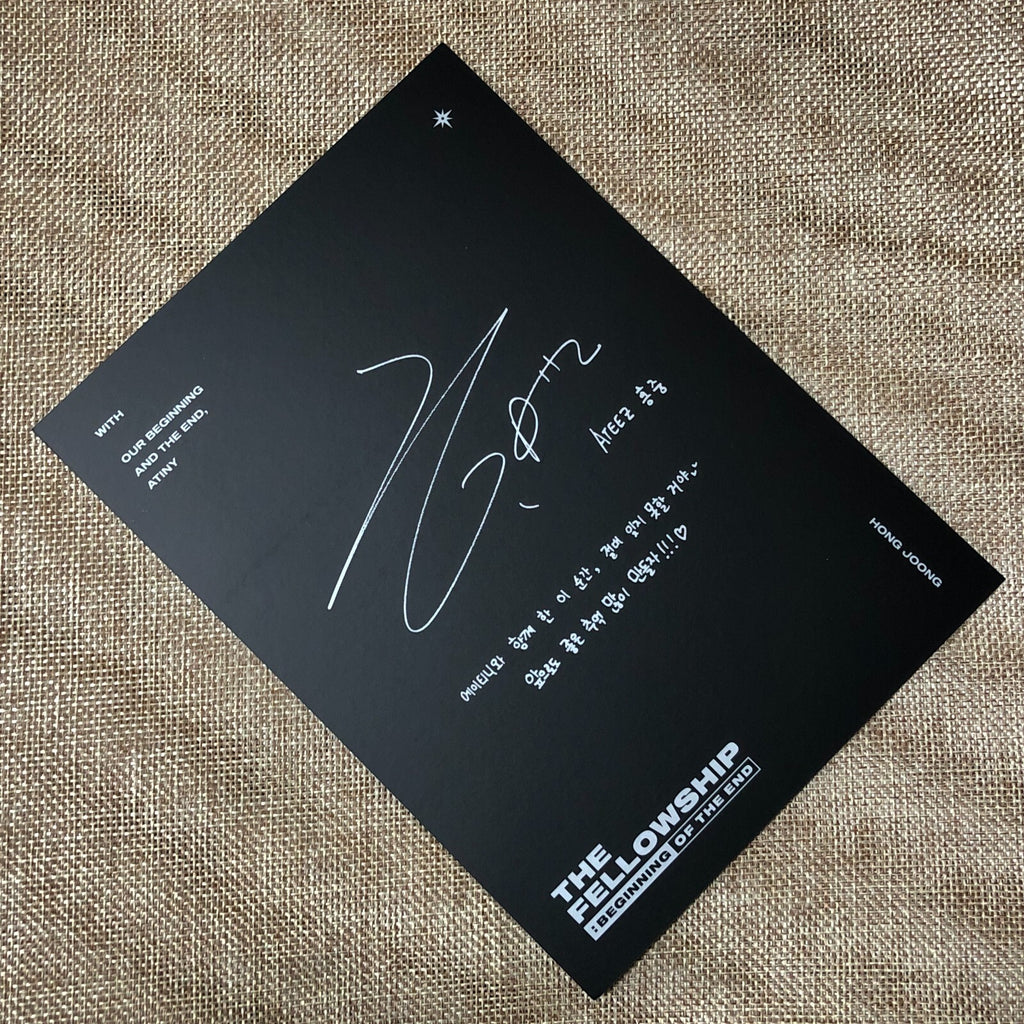 WITH
OUR BEGINNING
AND THE END,
ATINY
ATEEZ 홍중
에이티니와 함께 한 이 순간, 절대 잊지 못할 거야
앞으로도 좋은 추억 많이 만들자!!!♡
HONG JOONG
THE
FELLOWSHIP
: BEGINNING OF THE END